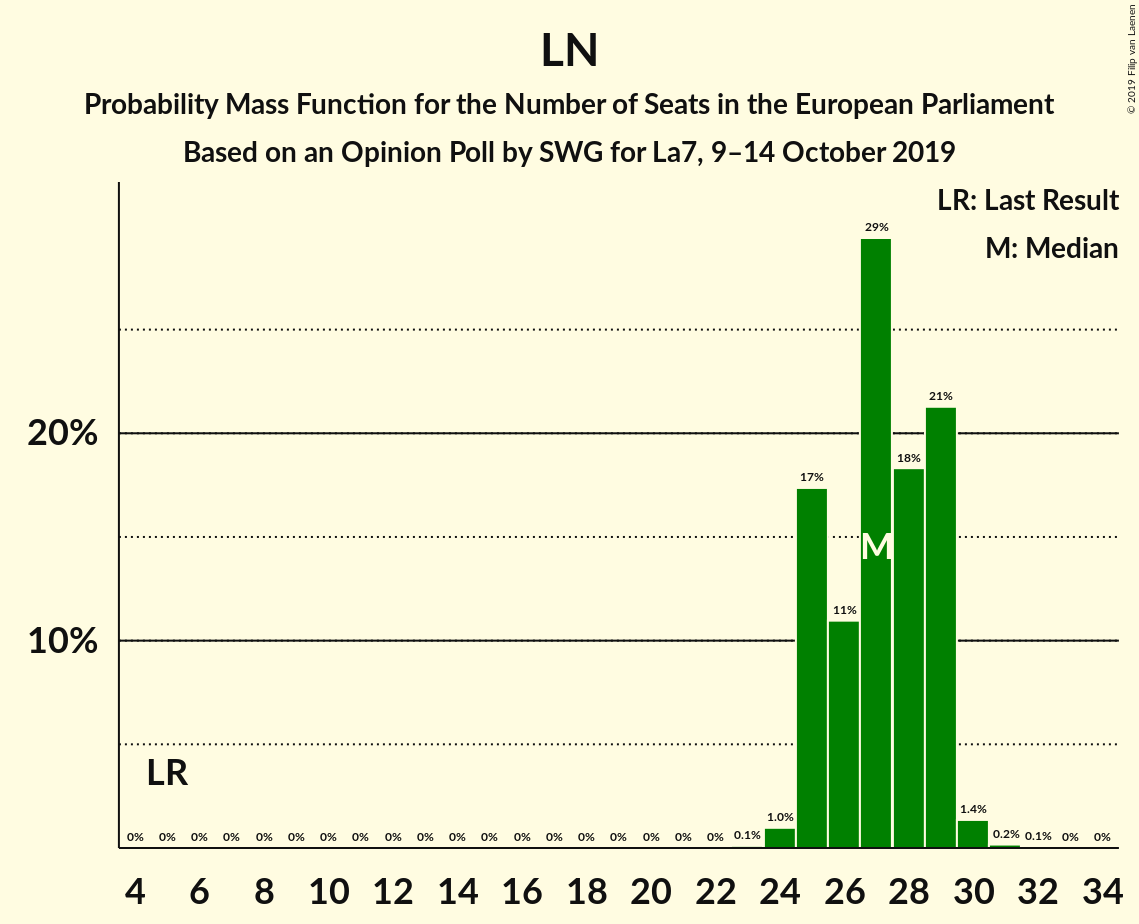 LN
Probability Mass Function for the Number of Seats in the European Parliament
Based on an Opinion Poll by SWG for La7, 9–14 October 2019
© 2019 Filip van Laenen
LR: Last Result
M: Median
20%
10%
29%
21%
18%
17%
11%
M
LR
0% 0% 0% 0% 0% 0% 0% 0% 0% 0% 0% 0% 0% 0% 0% 0% 0% 0% 0% 0.1% 1.0% 1.4% 0.2% 0.1% 0% 0%
4 6 8 10 12 14 16 18 20 22 24 26 28 30 32 34